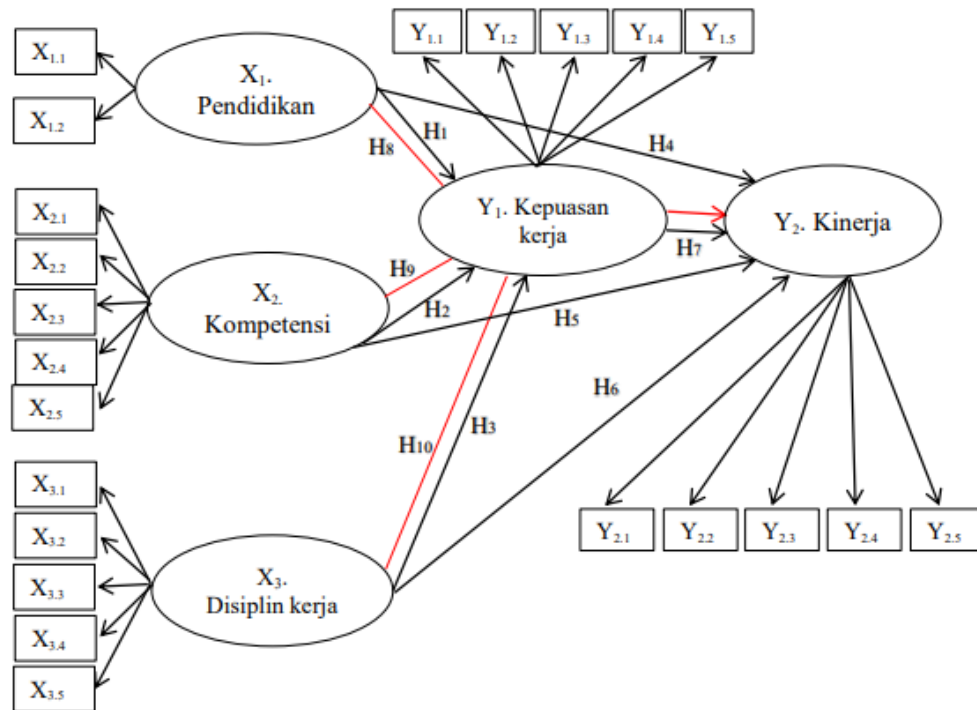 Y1.1 Y1.2 Y1.3 Y1.4 Y1.5
X1.1
X1.2
X1.
Pendidikan
H1
H8
H4
X2.1
X2.2
X2.3
X2.4
X2.5
X2.
Kompetensi
Y1. Kepuasan
kerja
Y2. Kinerja
H7
H9
H2
H5
H6
H3
H10
X3.1
X3.2
X3.3
X3.4
X3.5
X3.
Disiplin kerja
Y2.1 Y2.2 Y2.3 Y2.4 Y2.5